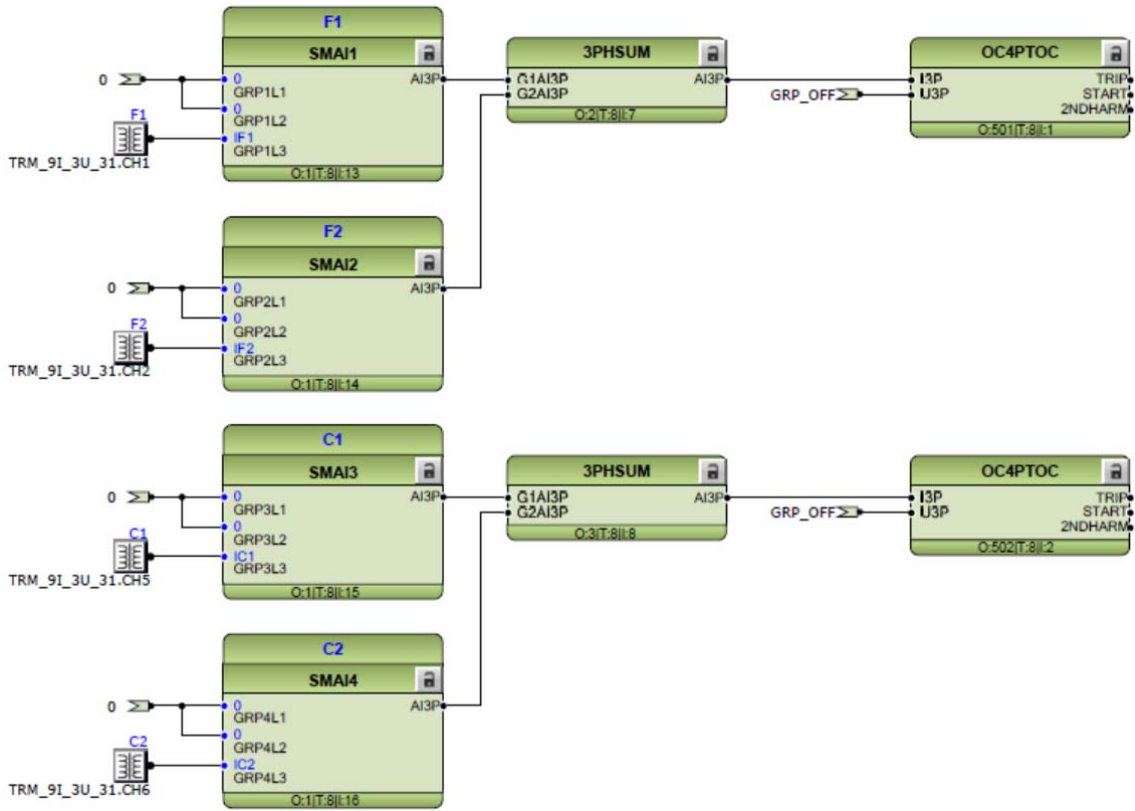 F1
SMAI1
0
0
AI3P
GRP1L1
0
GRP1L2
F1
IF1
GRP1L3
TRM_9I_3U_31.CH1
O:1|T:8|I:13
3PHSUM
G1AI3P
AI3P
G2AI3P
O:2|T:8|I:7
OC4PTOC
I3P
TRIP
GRP_OFF
U3P
START
2NDHARM
O:501|T:8|I:1
F2
SMAI2
0
0
AI3P
GRP2L1
0
GRP2L2
F2
IF2
GRP2L3
TRM_9I_3U_31.CH2
O:1|T:8|I:14
C1
SMAI3
0
0
AI3P
GRP3L1
0
GRP3L2
C1
IC1
GRP3L3
TRM_9I_3U_31.CH5
O:1|T:8|I:15
3PHSUM
G1AI3P
AI3P
G2AI3P
O:3|T:8|I:8
OC4PTOC
I3P
TRIP
GRP_OFF
U3P
START
2NDHARM
O:502|T:8|I:2
C2
SMAI4
0
0
AI3P
GRP4L1
0
GRP4L2
C2
IC2
GRP4L3
TRM_9I_3U_31.CH6
O:1|T:8|I:16